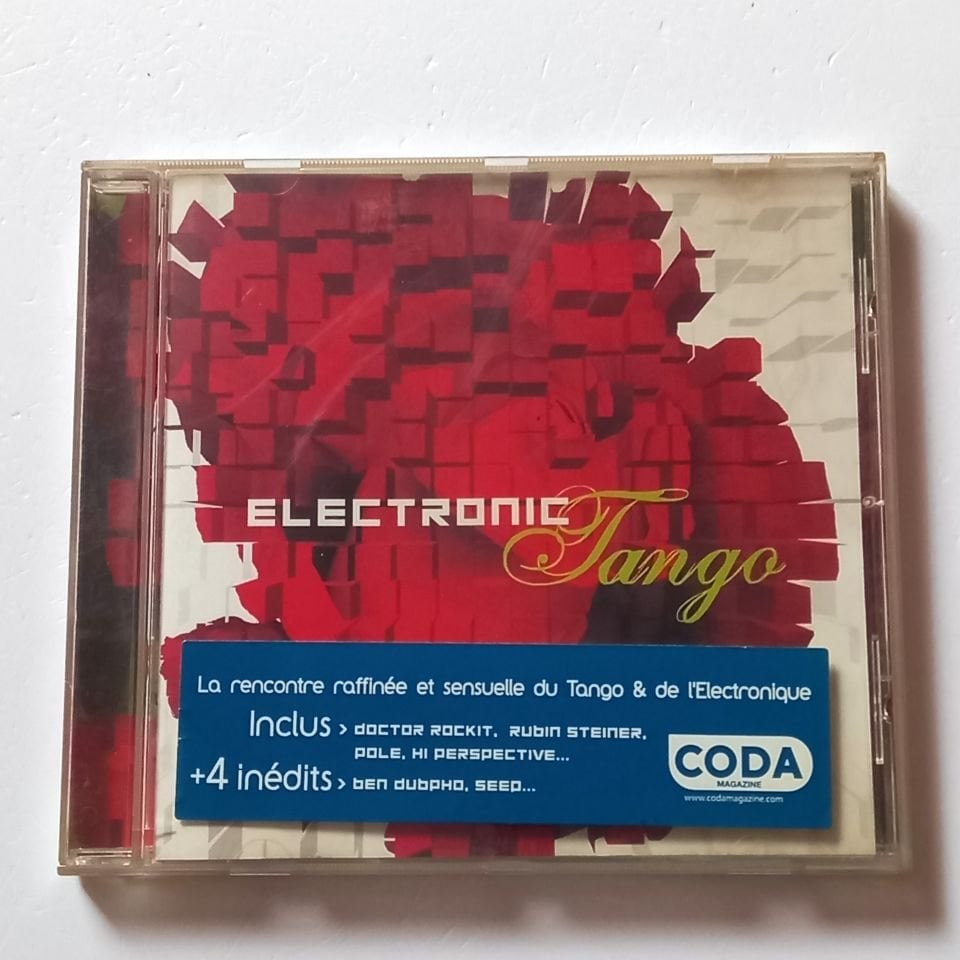 ELECTRONIC
Tango
La rencontre raffinée et sensuelle du Tango & de l'Electronique
Inclus > DOCTOR ROCKIT, RUBIN STEINER,
POLE, HI PERSPECTIVE...
+4 inédits > BEN DUBPHO, SEEP...
CODA
MAGAZINE
www.codamagazine.com